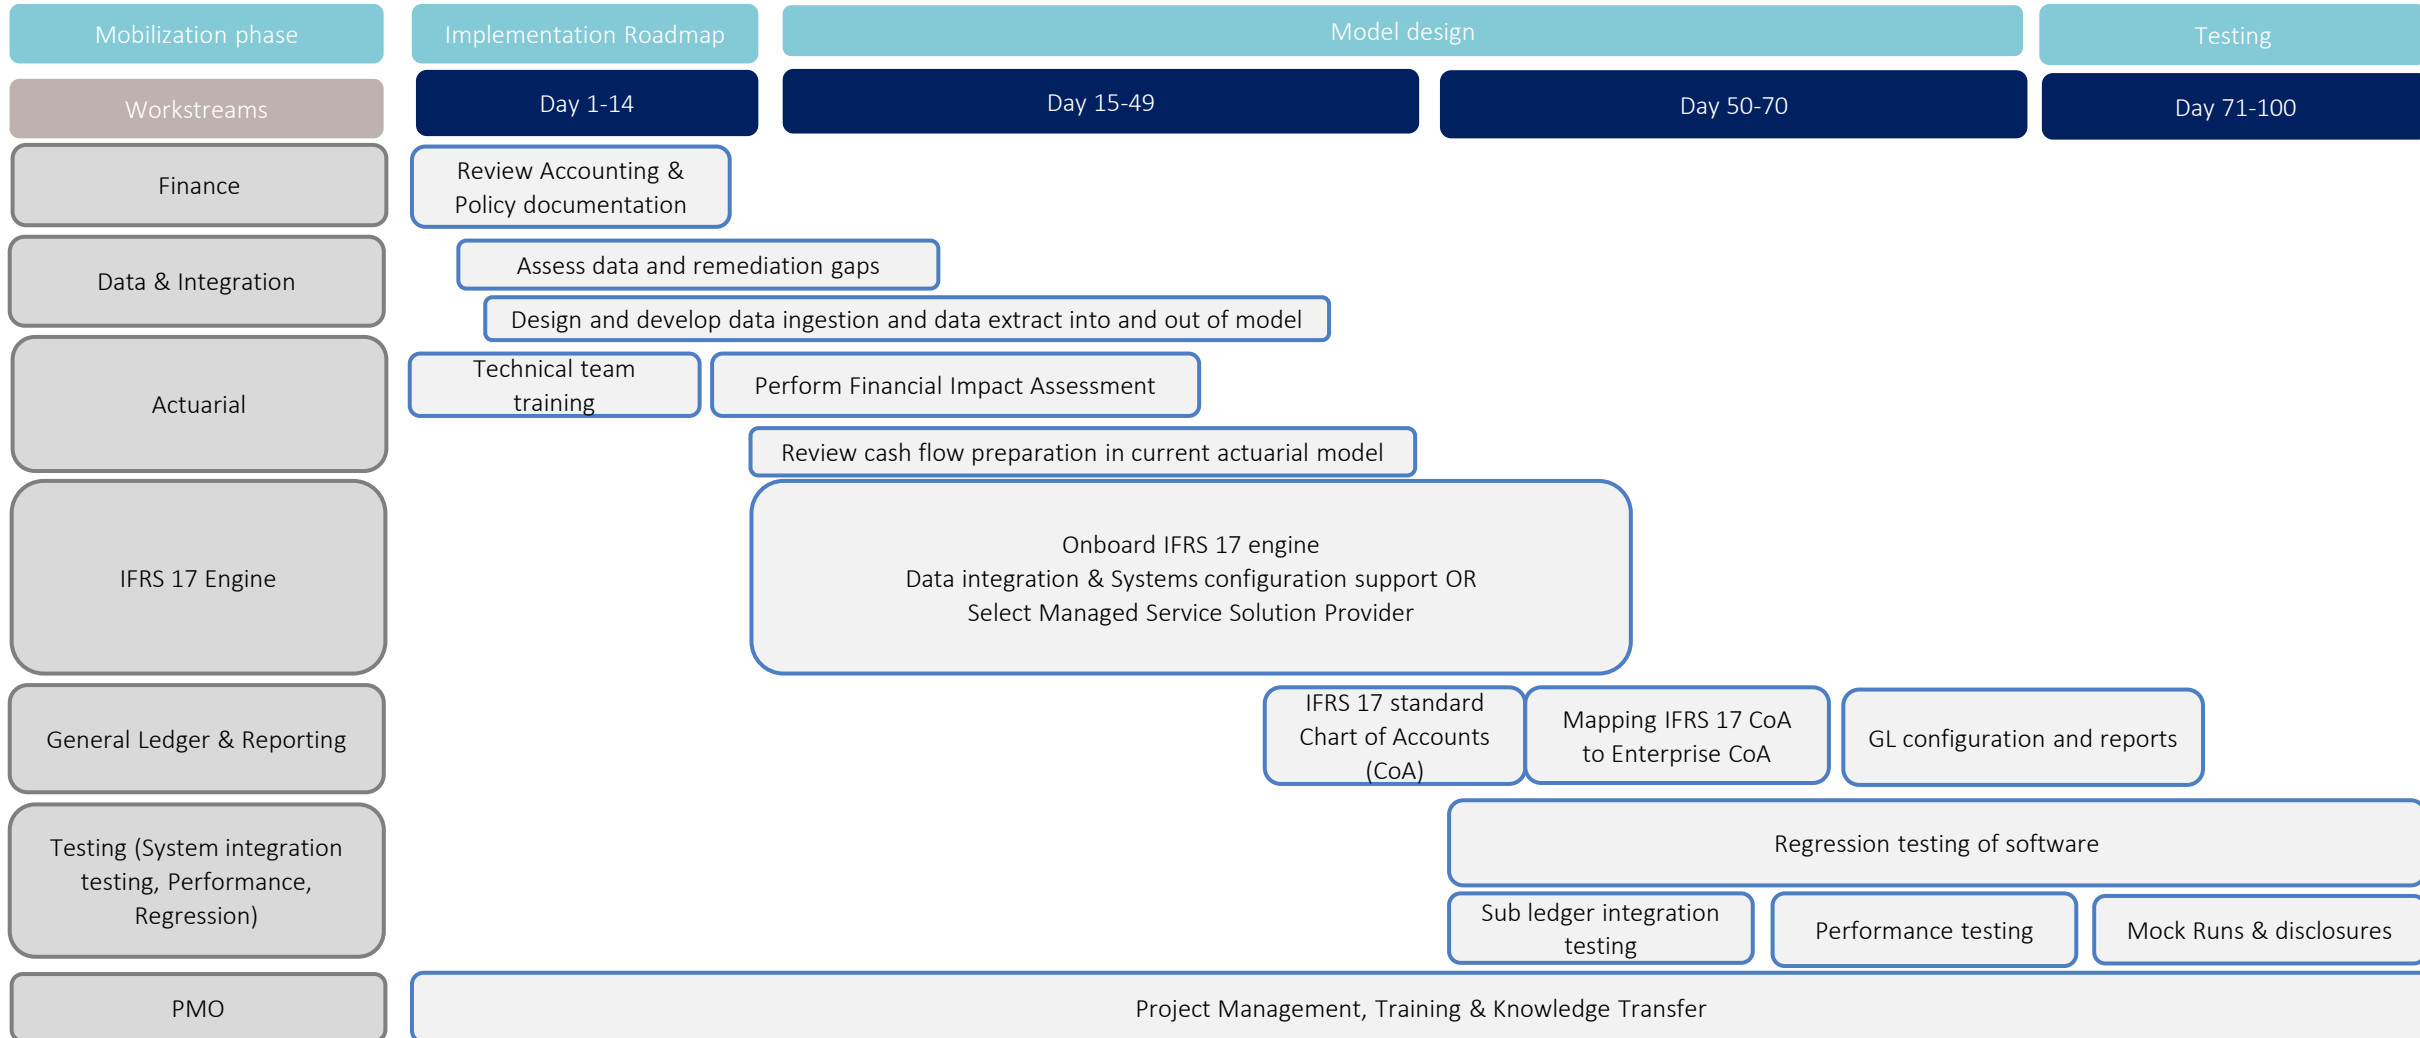 Mobilization phase
Implementation Roadmap
Model design
Testing
Workstreams
Day 1-14
Day 15-49
Day 50-70
Day 71-100
Finance
Review Accounting &
Policy documentation
Data & Integration
Assess data and remediation gaps
Design and develop data ingestion and data extract into and out of model
Actuarial
Technical team
training
Perform Financial Impact Assessment
Review cash flow preparation in current actuarial model
IFRS 17 Engine
Onboard IFRS 17 engine
Data integration & Systems configuration support OR
Select Managed Service Solution Provider
General Ledger & Reporting
IFRS 17 standard
Chart of Accounts
(CoA)
Mapping IFRS 17 CoA
to Enterprise CoA
GL configuration and reports
Testing (System integration
testing, Performance,
Regression)
Regression testing of software
Sub ledger integration
testing
Performance testing
Mock Runs & disclosures
PMO
Project Management, Training & Knowledge Transfer